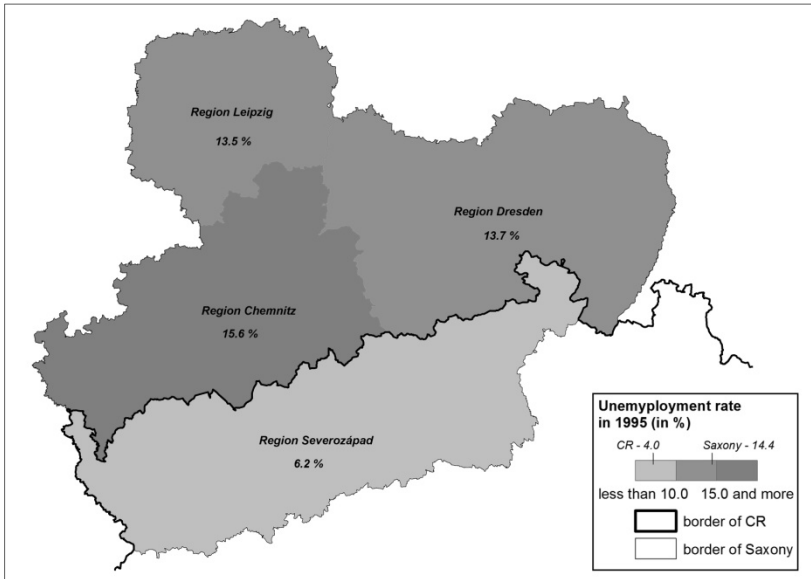 Region Leipzig
13.5 %
Region Dresden
13.7 %
Region Chemnitz
15.6 %
Region Severozápad
6.2 %
Unemyployment rate
in 1995 (in %)
CR - 4.0 Saxony - 14.4
less than 10.0 15.0 and more
border of CR
border of Saxony